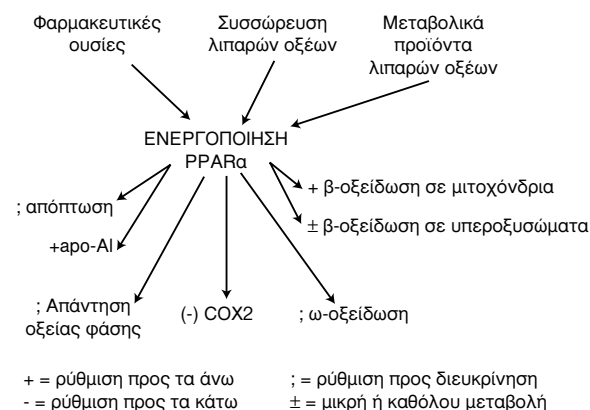 Φαρμακευτικές
ουσίες
Συσσώρευση
λιπαρών οξέων
Μεταβολικά
προϊόντα
λιπαρών οξέων
ΕΝΕΡΓΟΠΟΙΗΣΗ
PPARα
; απόπτωση
+apo-AI
; Απάντηση
οξείας φάσης
(-) COX2
; ω-οξείδωση
+ β-οξείδωση σε μιτοχόνδρια
± β-οξείδωση σε υπεροξυσώματα
+ = ρύθμιση προς τα άνω
- = ρύθμιση προς τα κάτω
; = ρύθμιση προς διευκρίνηση
± = μικρή ή καθόλου μεταβολή